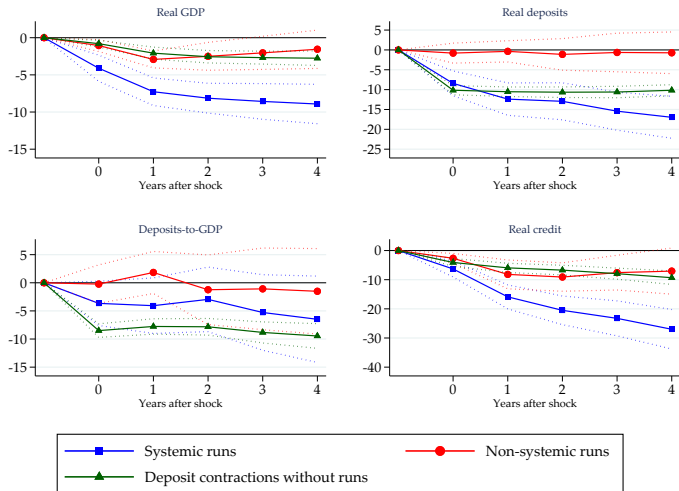 Real GDP
0
-5
-10
-15
0 1 2 3 4
Years after shock
Real deposits
5
0
-5
-10
-15
-20
-25
0 1 2 3 4
Years after shock
Deposits-to-GDP
5
0
-5
-10
-15
0 1 2 3 4
Years after shock
Real credit
0
-10
-20
-30
-40
0 1 2 3 4
Years after shock
Systemic runs
Non-systemic runs
Deposit contractions without runs